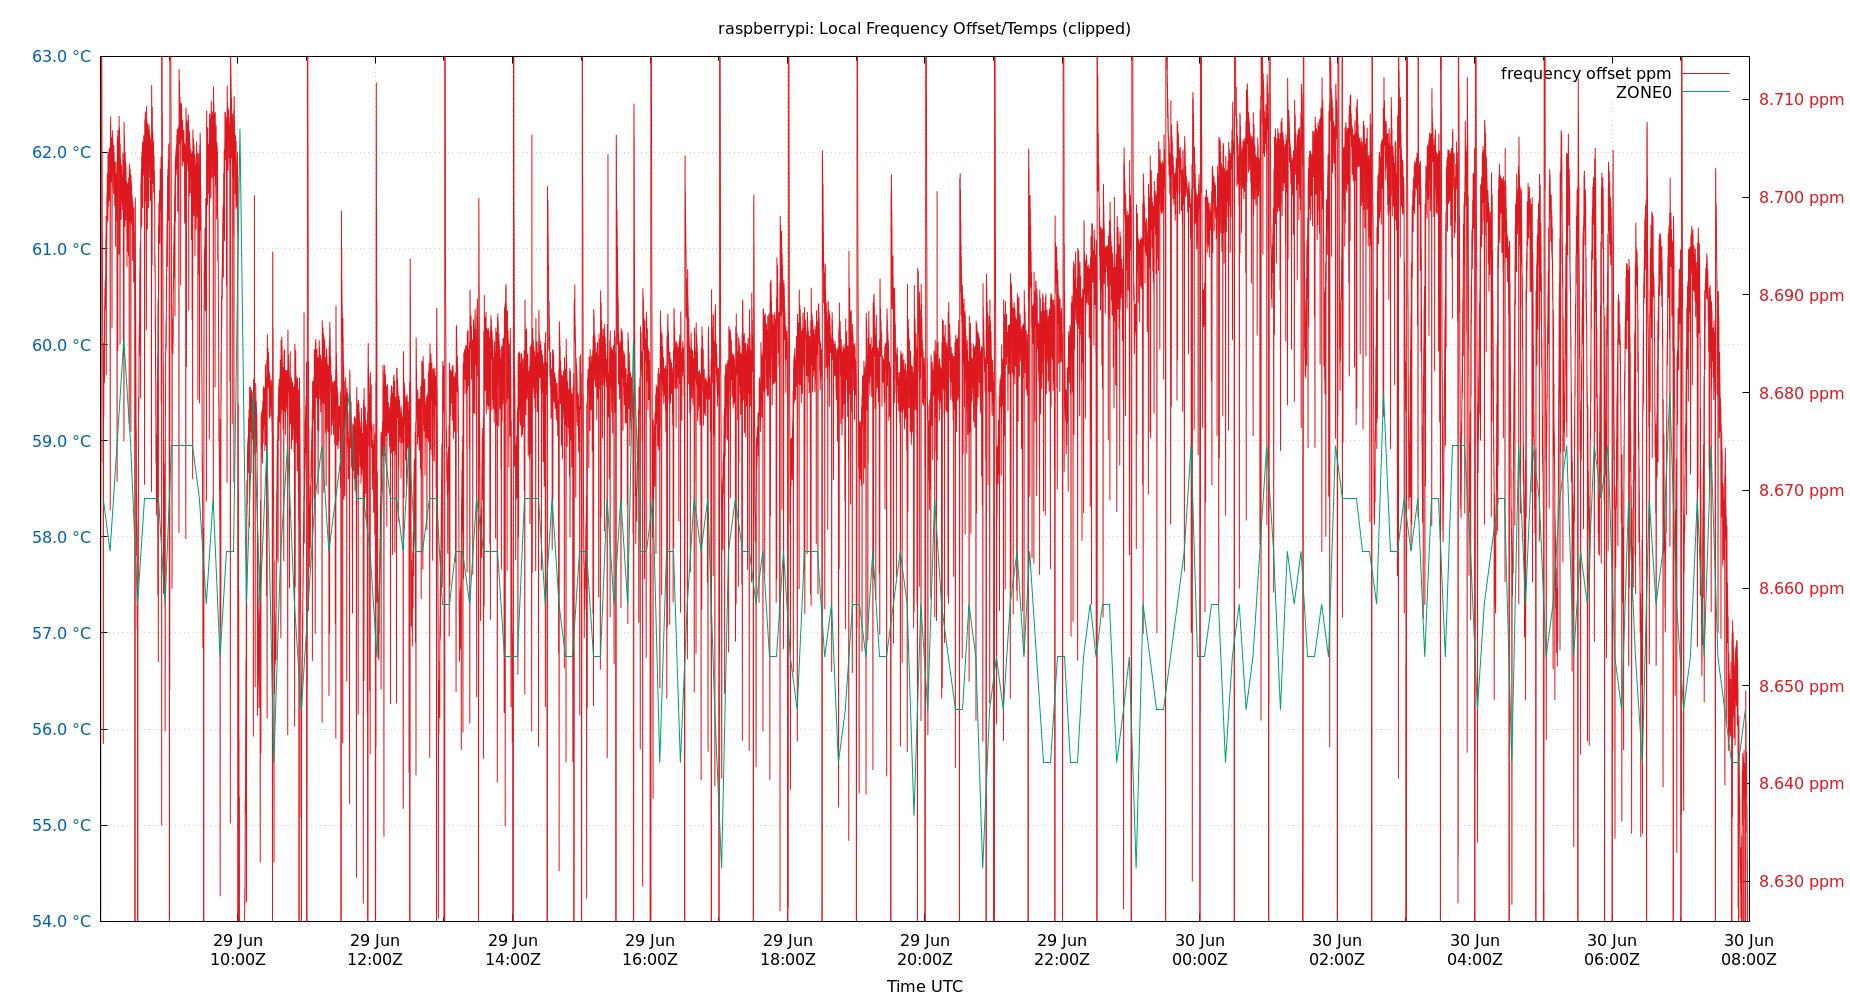 raspberrypi: Local Frequency Offset/Temps (clipped)
frequency offset ppm
ZONE0
63.0 °C
62.0 °C
61.0 °C
60.0 °C
59.0 °C
58.0 °C
57.0 °C
56.0 °C
55.0 °C
54.0 °C
8.710 ppm
8.700 ppm
8.690 ppm
8.680 ppm
8.670 ppm
8.660 ppm
8.650 ppm
8.640 ppm
8.630 ppm
29 Jun 29 Jun 29 Jun 29 Jun 29 Jun 29 Jun 29 Jun 30 Jun 30 Jun 30 Jun 30 Jun 30 Jun
10:00Z 12:00Z 14:00Z 16:00Z 18:00Z 20:00Z 22:00Z 00:00Z 02:00Z 04:00Z 06:00Z 08:00Z
Time UTC